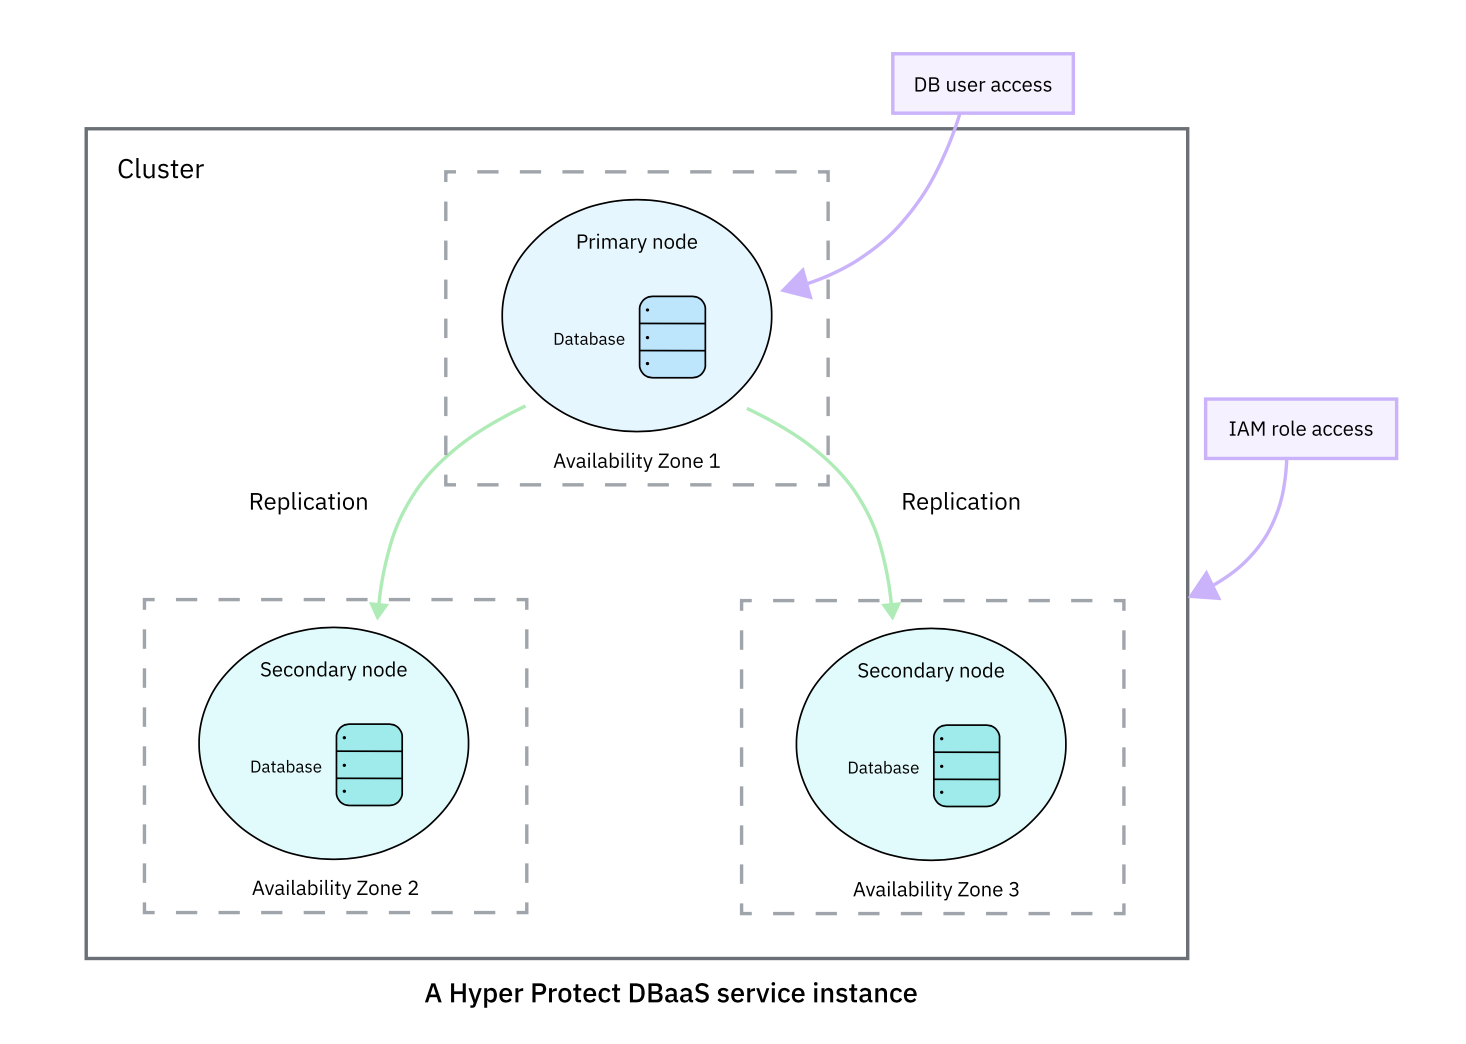 DB user access
Cluster
Primary node
Database
Availability Zone 1
IAM role access
Replication
Replication
Secondary node
Database
Availability Zone 2
Secondary node
Database
Availability Zone 3
A Hyper Protect DBaaS service instance